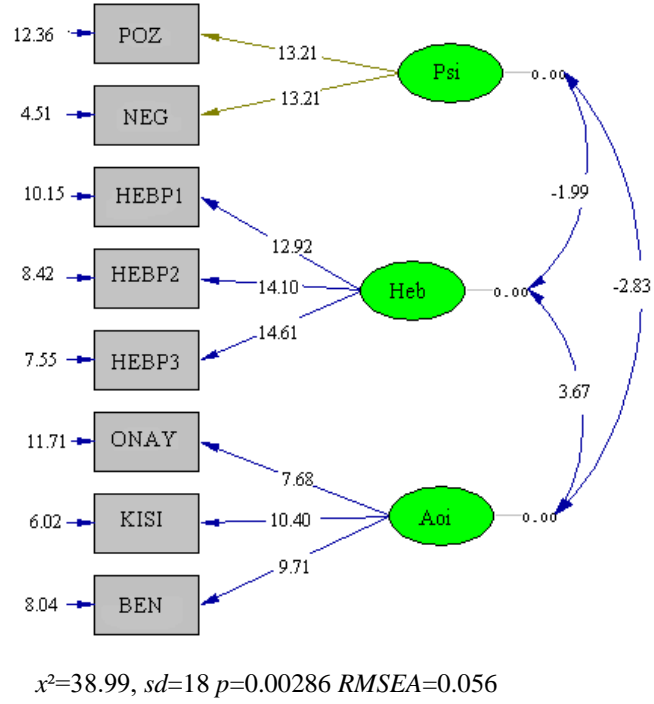 12.36 POZ
13.21
Psi 0.00
13.21
4.51 NEG
-1.99
10.15 HEBP1
12.92
8.42 HEBP2
14.10
Heb 0.00
-2.83
14.61
7.55 HEBP3
3.67
11.71 ONAY
7.68
6.02 KISI
10.40
Aoi 0.00
9.71
8.04 BEN
x²=38.99, sd=18 p=0.00286 RMSEA=0.056